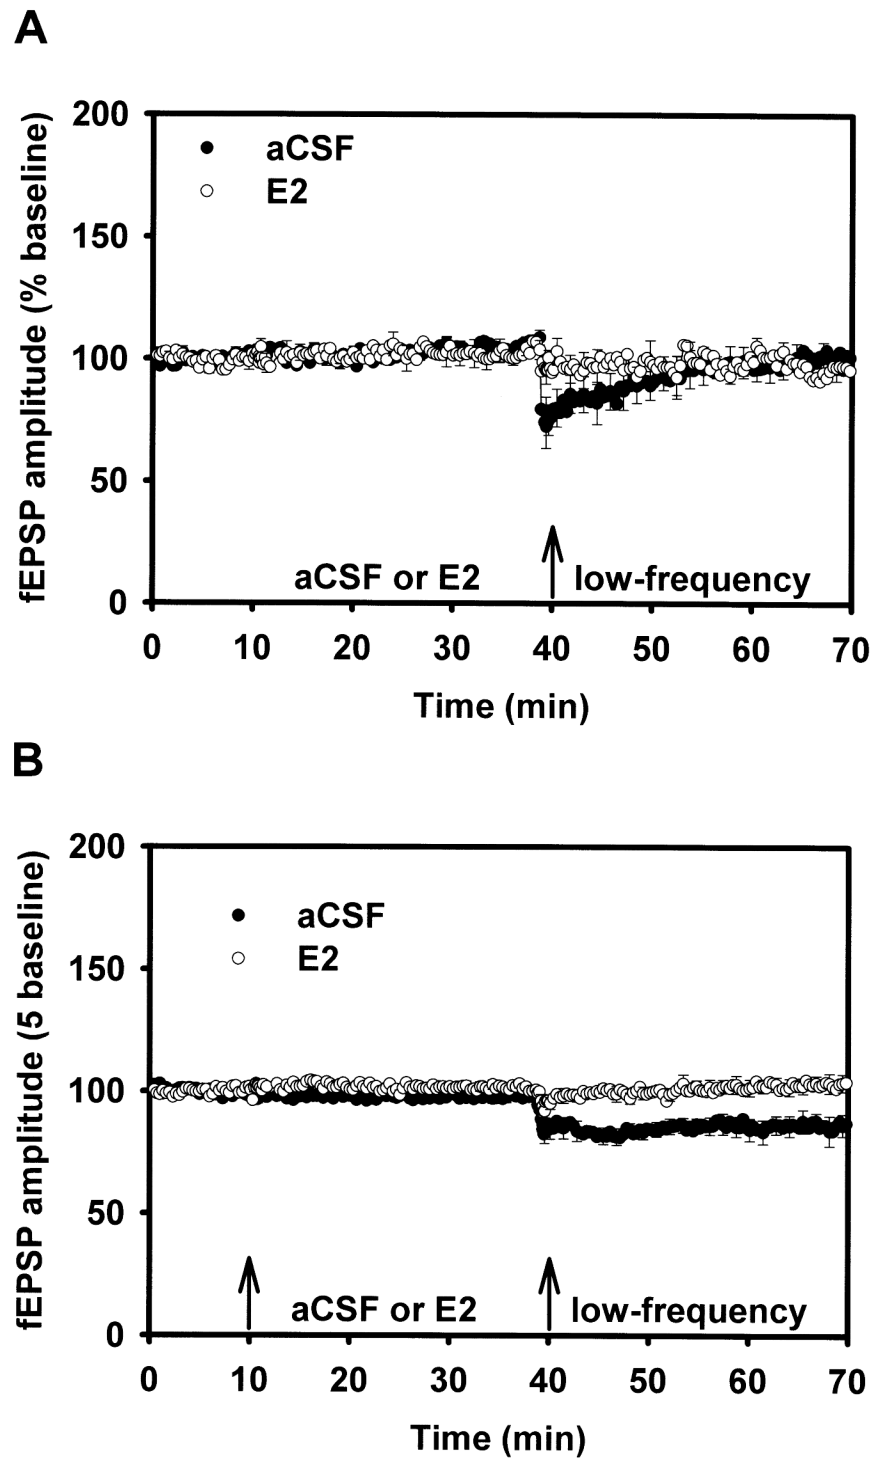 A
fEPSP amplitude (% baseline)
200
150
100
50
0
aCSF
E2
aCSF or E2
low-frequency
0 10 20 30 40 50 60 70
Time (min)
B
fEPSP amplitude (5 baseline)
200
150
100
50
0
aCSF
E2
aCSF or E2
low-frequency
0 10 20 30 40 50 60 70
Time (min)